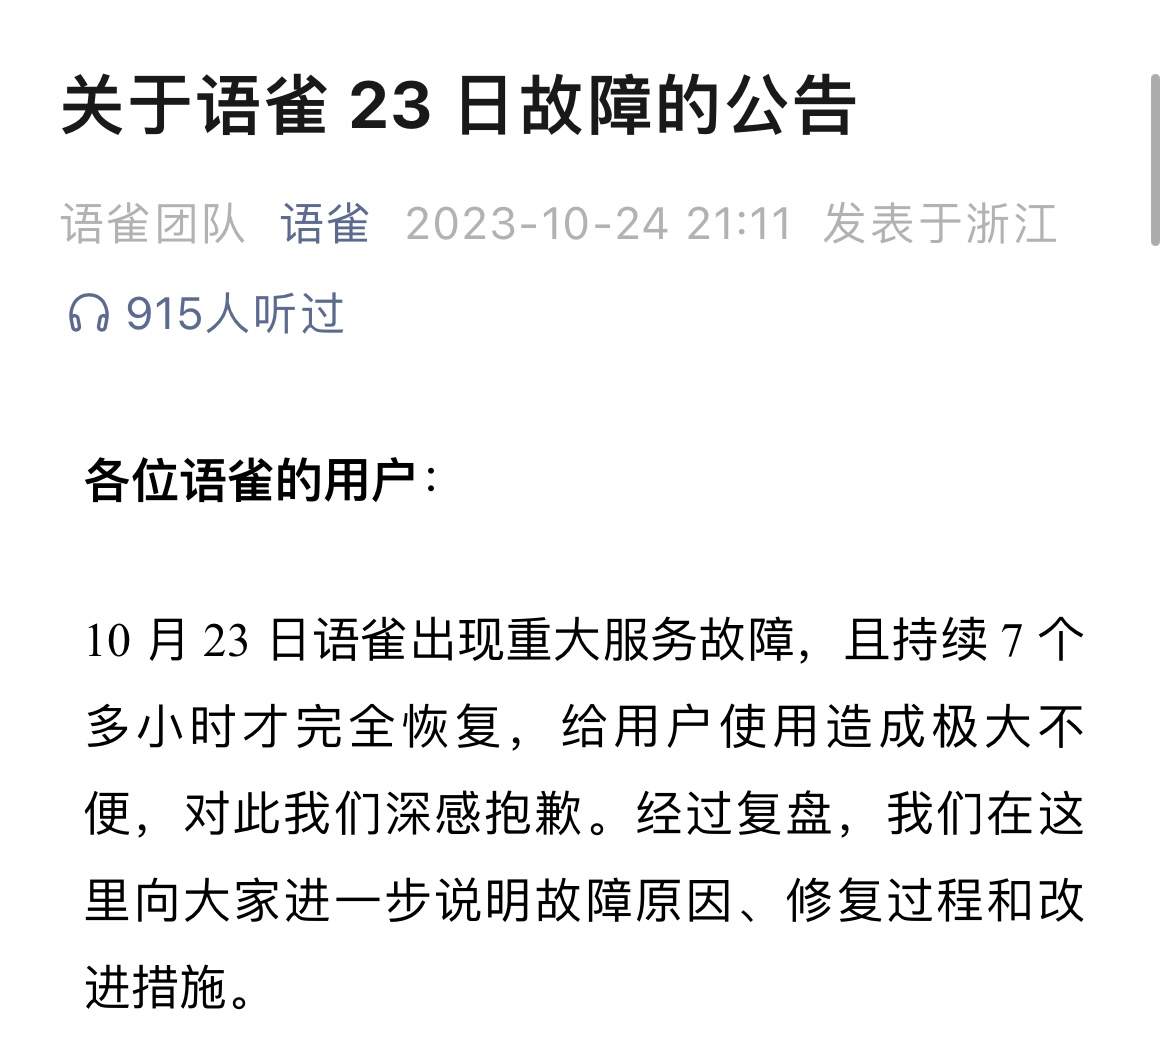 关于语雀 23 日故障的公告
语雀团队 语雀 2023-10-24 21:11 发表于浙江
915人听过
各位语雀的用户：
10 月 23 日语雀出现重大服务故障，且持续 7 个
多小时才完全恢复，给用户使用造成极大不
便，对此我们深感抱歉。经过复盘，我们在这
里向大家进一步说明故障原因、修复过程和改
进措施。